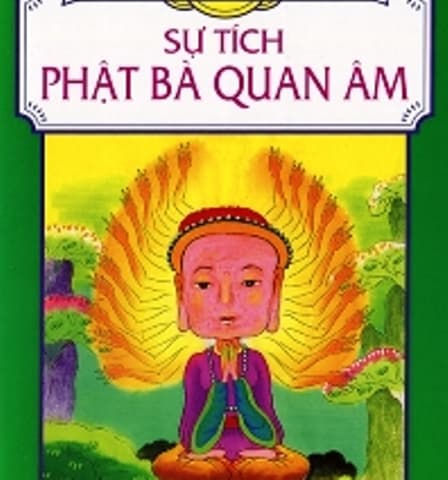 SỰ TÍCH
PHẬT BÀ QUAN ÂM